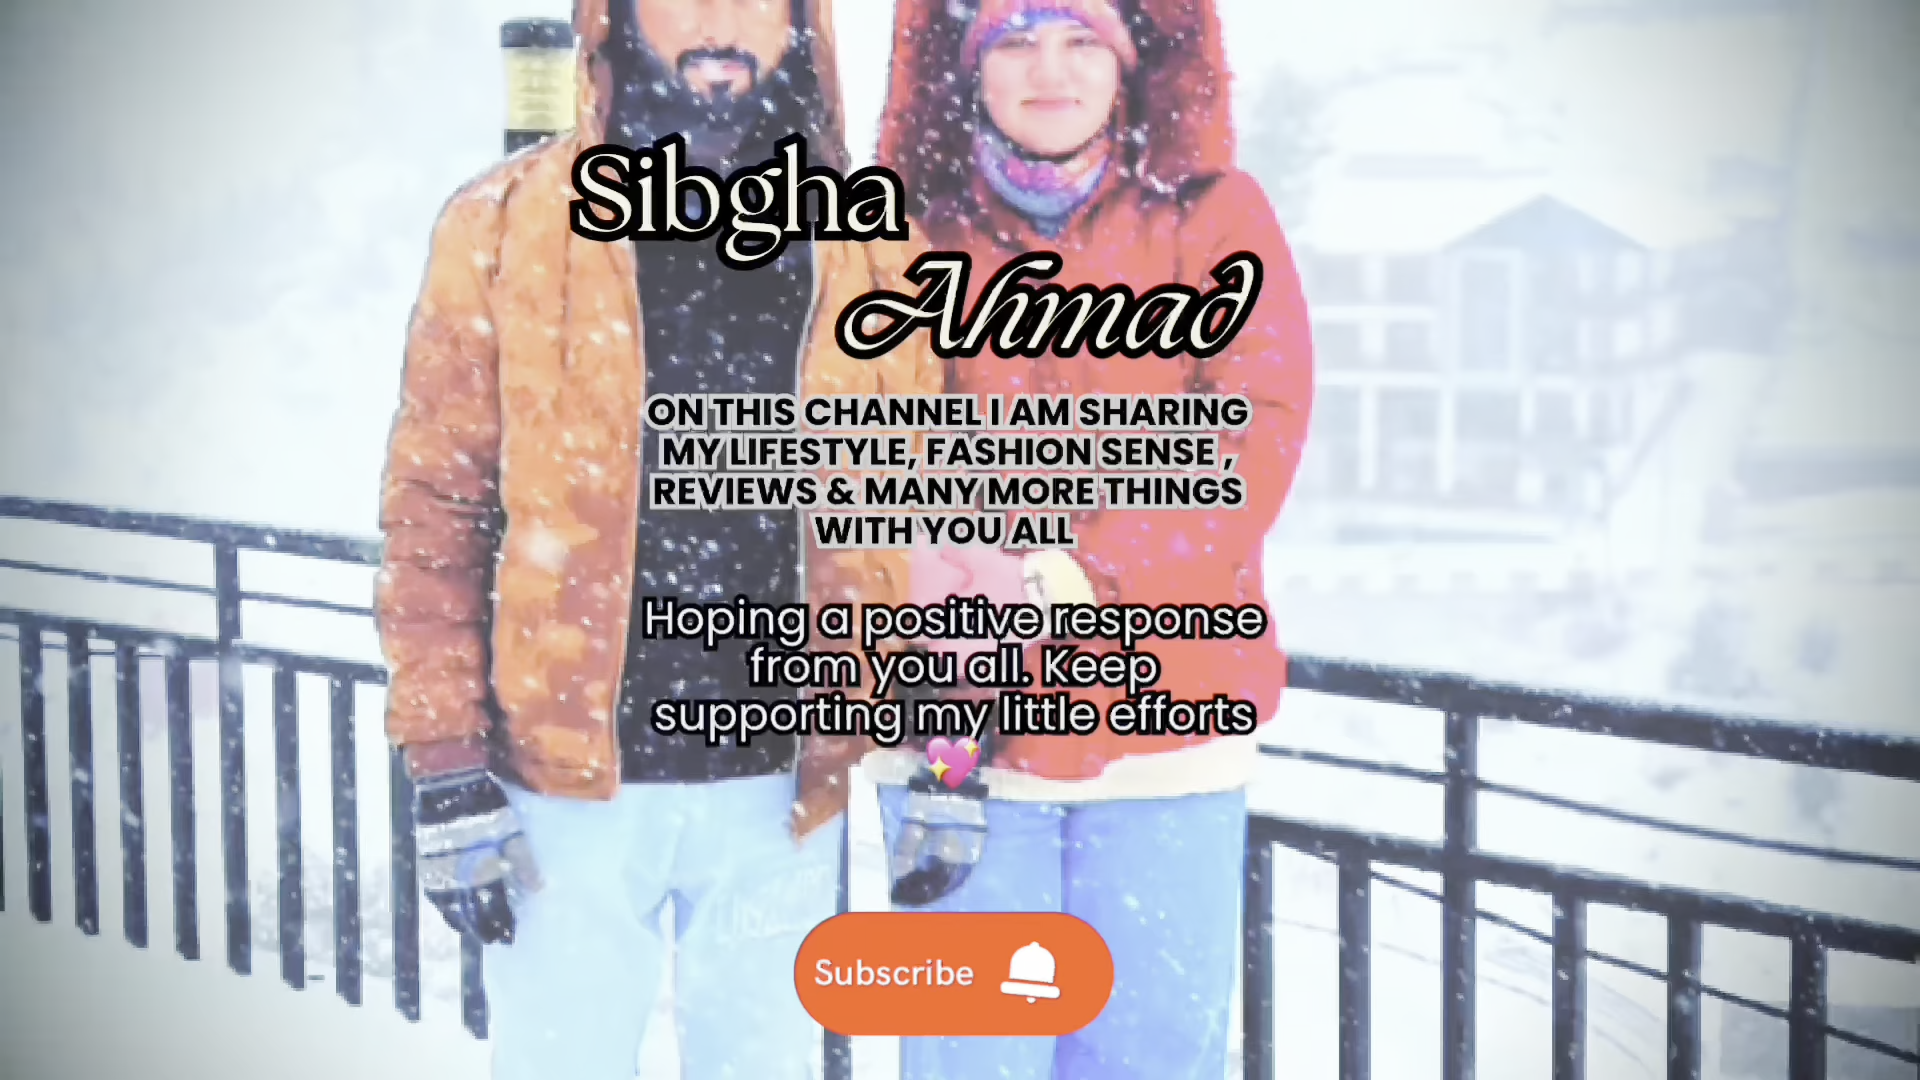 Sibgha
Ahmad
ON THIS CHANNEL I AM SHARING
MY LIFESTYLE, FASHION SENSE ,
REVIEWS & MANY MORE THINGS
WITH YOU ALL
Hoping a positive response
from you all. Keep
supporting my little efforts
💖
Subscribe